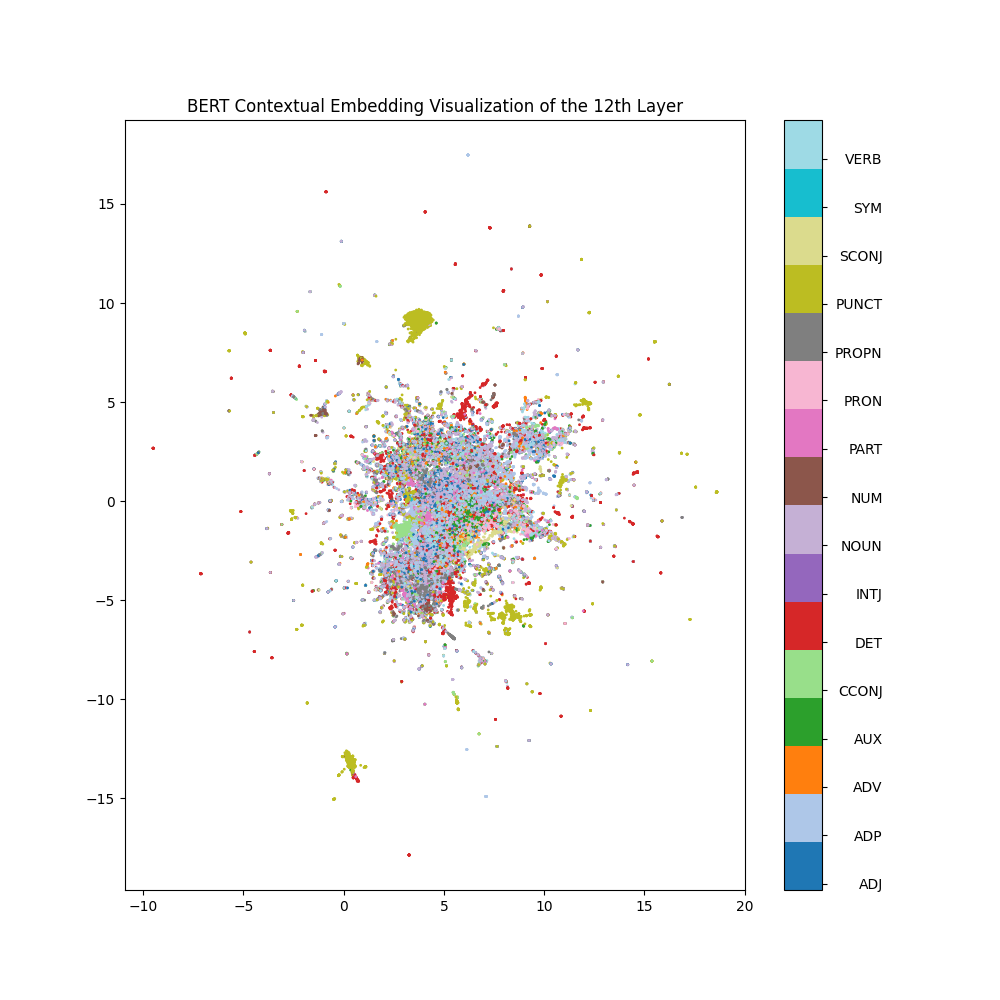 BERT Contextual Embedding Visualization of the 12th Layer
15
10
5
0
−5
−10
−15
−10
−5
0
5
10
15
20
VERB
SYM
SCONJ
PUNCT
PROPN
PRON
PART
NUM
NOUN
INTJ
DET
CCONJ
AUX
ADV
ADP
ADJ